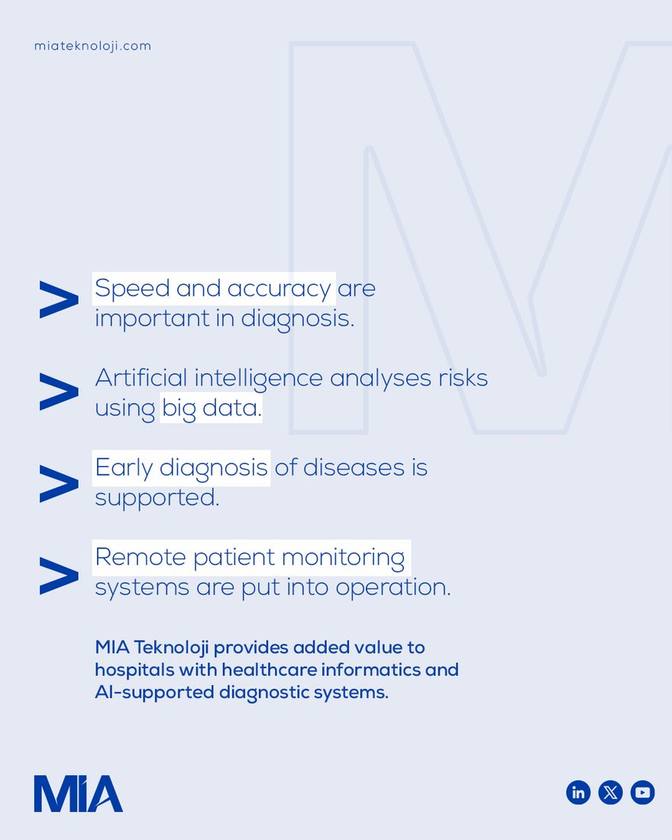 miateknoloji.com
> Speed and accuracy are
important in diagnosis.
> Artificial intelligence analyses risks
using big data.
> Early diagnosis of diseases is
supported.
> Remote patient monitoring
systems are put into operation.
MIA Teknoloji provides added value to
hospitals with healthcare informatics and
AI-supported diagnostic systems.
MİA
in X